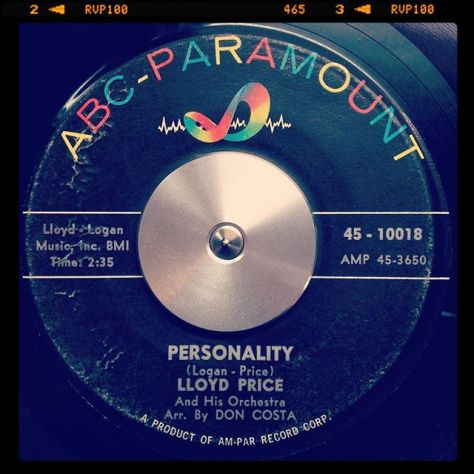 2 RVP100 465 3 RVP100
ABC-PARAMOUNT
Lloyd - Logan
Music, Inc. BMI
Time: 2:35
45 - 10018
AMP 45-3650
PERSONALITY
(Logan - Price)
LLOYD PRICE
And His Orchestra
Arr. By DON COSTA
A PRODUCT OF AM-PAR RECORD CORP.